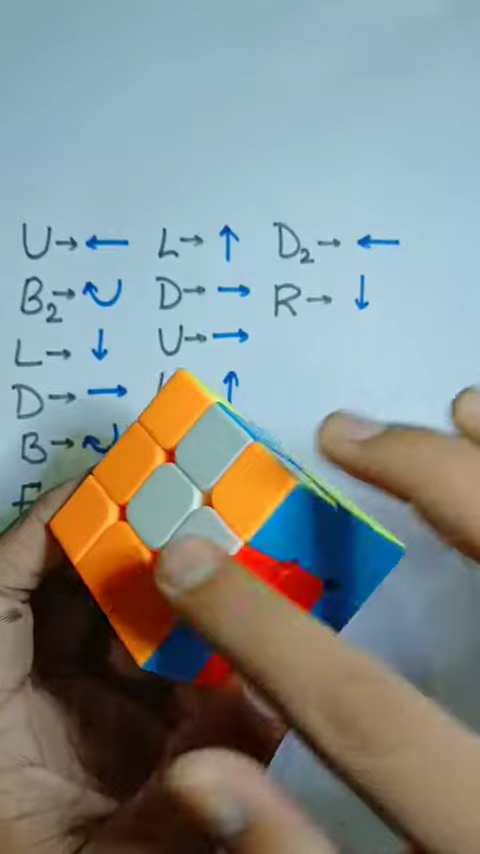 U→←
B₂→↷
L→↓
D→→
B→
L→↑
D→→
U→→
↑
D₂→←
R→↓